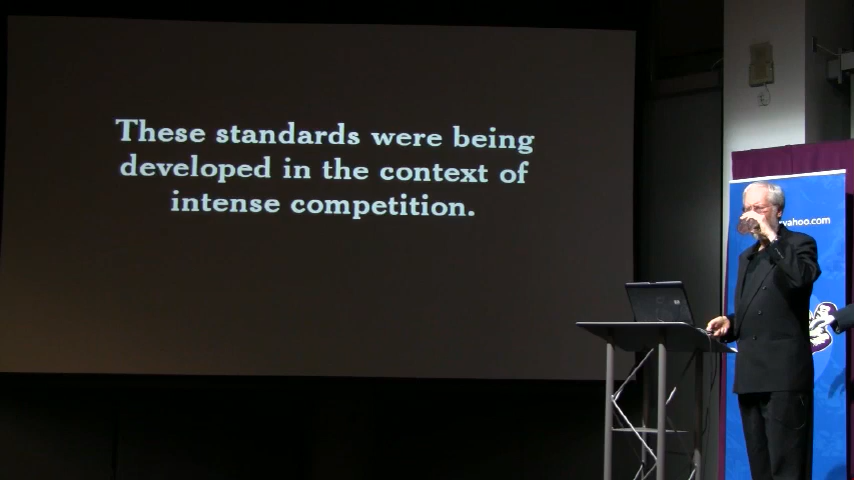 These standards were being
developed in the context of
intense competition.
yahoo.com